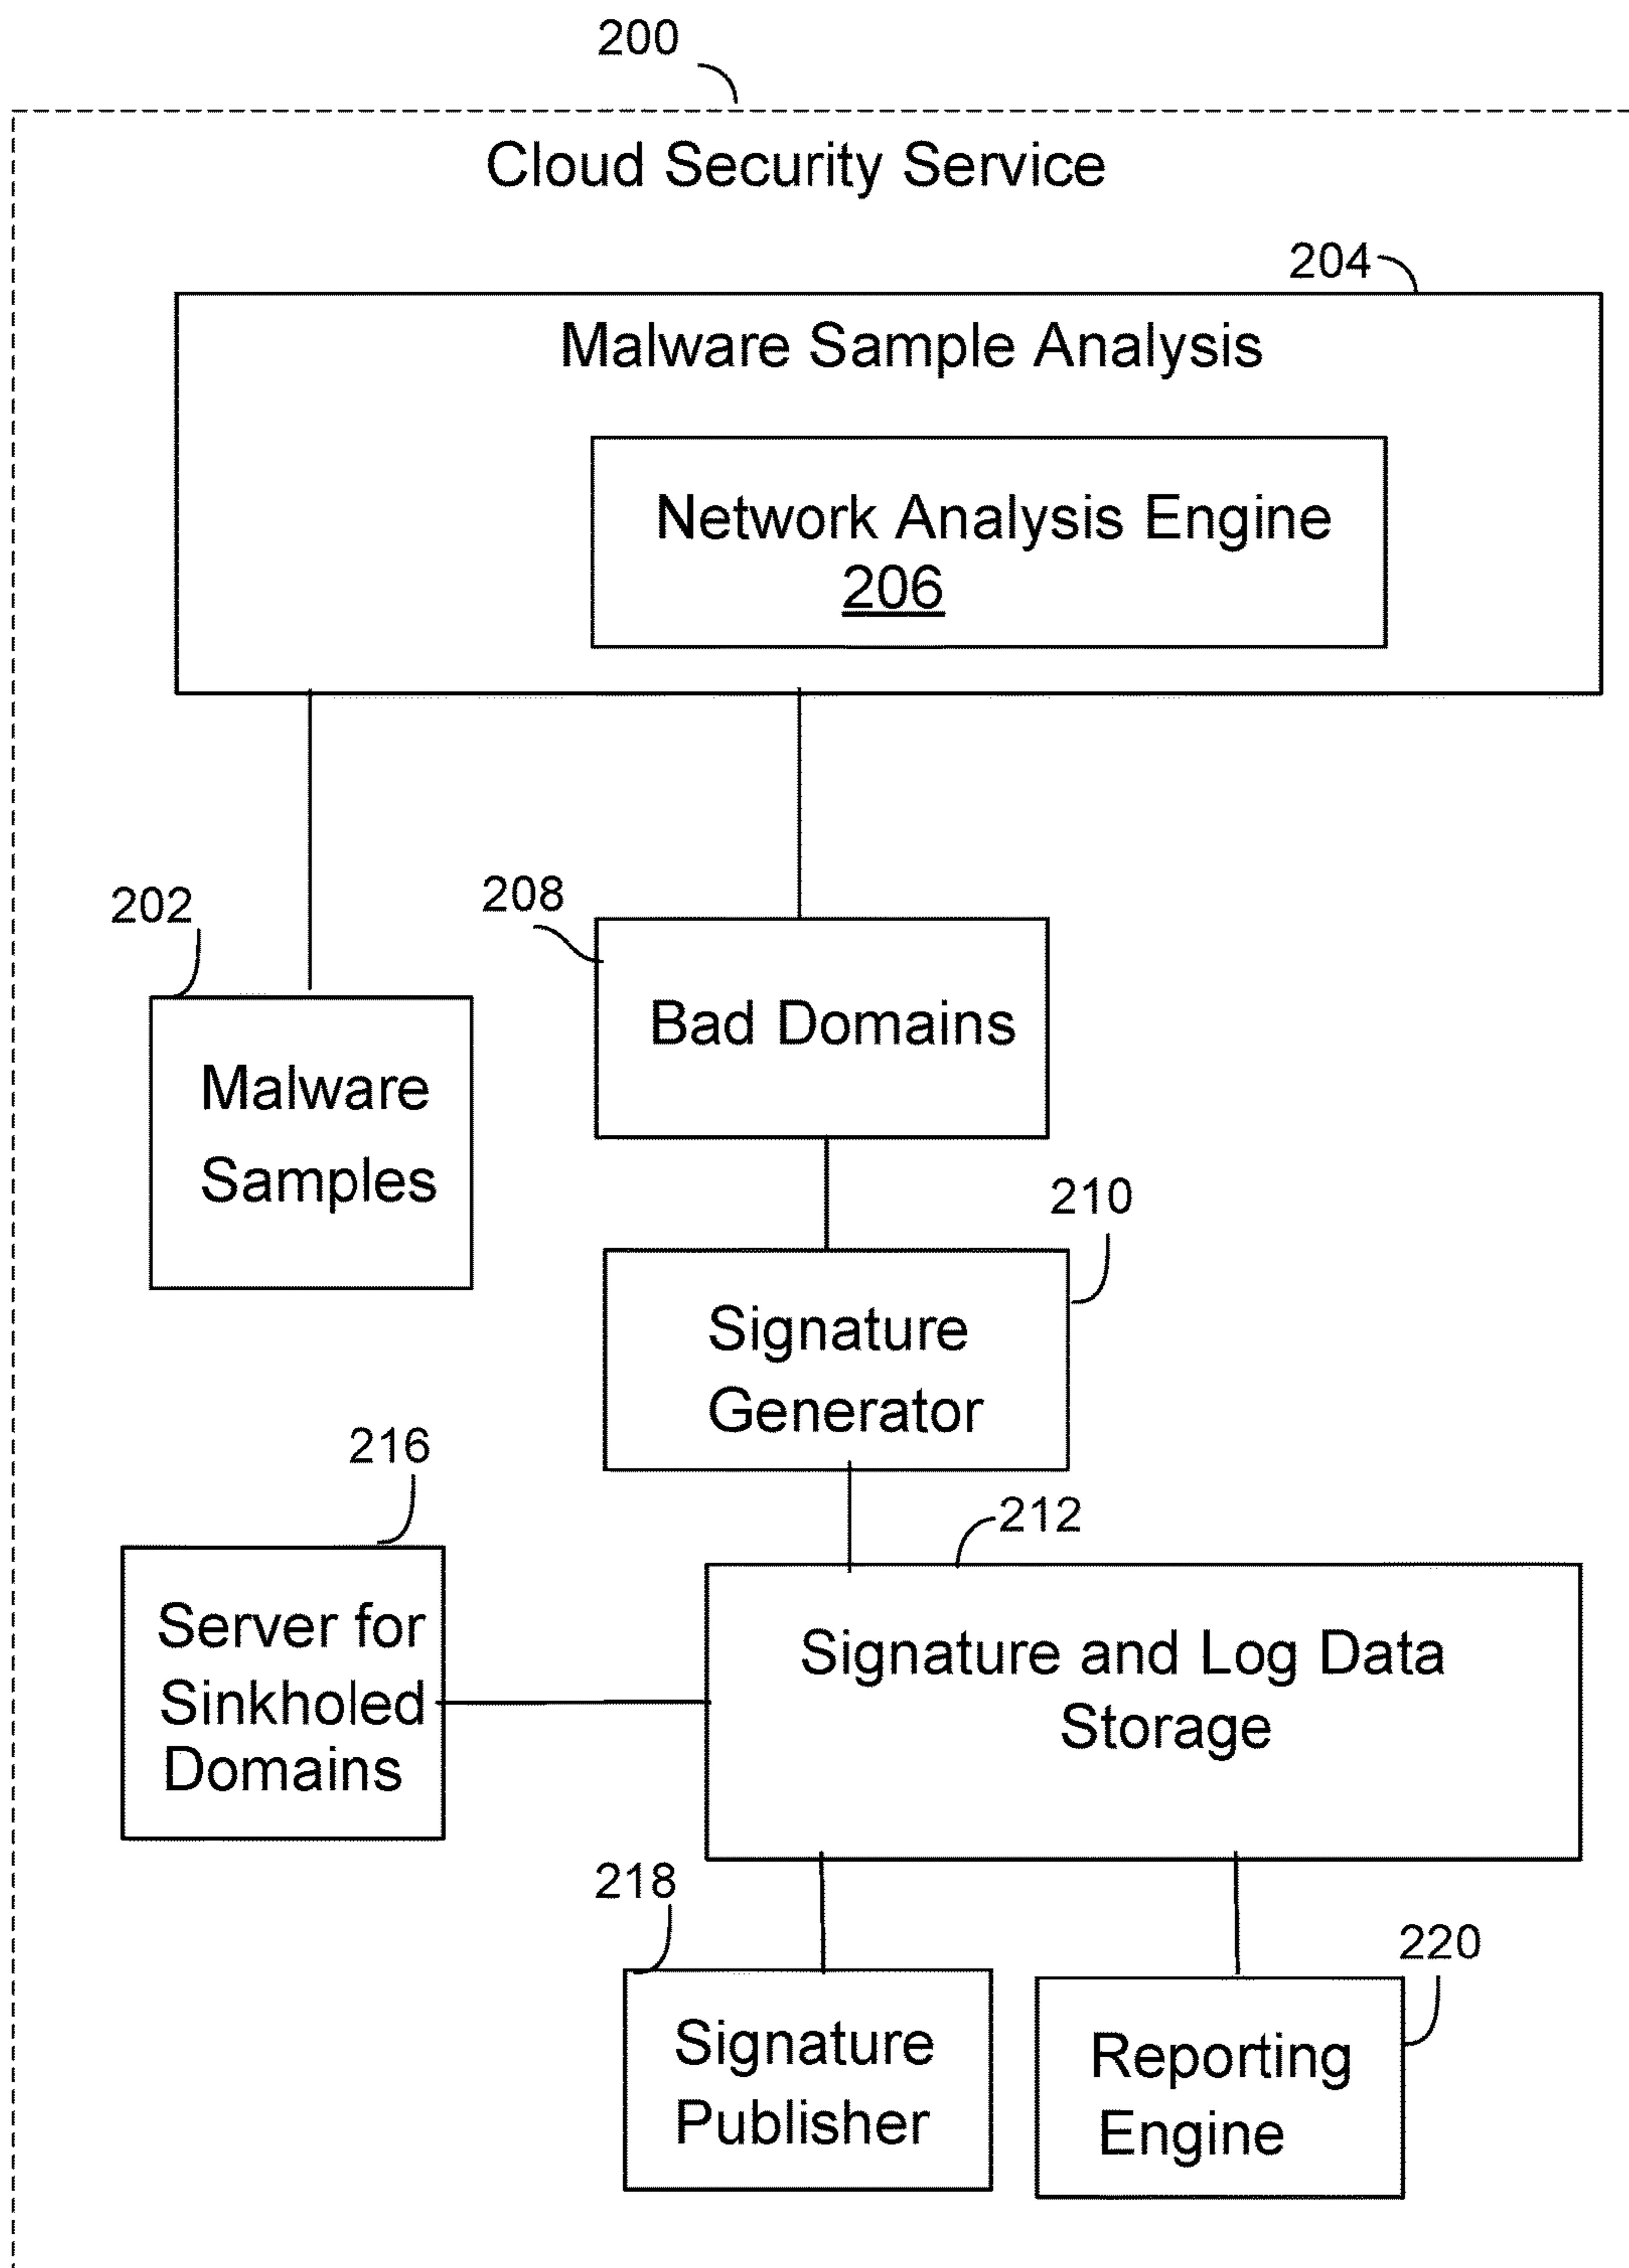 200
Cloud Security Service
204
Malware Sample Analysis
Network Analysis Engine
206
202
208
Bad Domains
Malware
Samples
210
Signature
Generator
216
212
Server for
Sinkholed
Domains
Signature and Log Data
Storage
218
220
Signature
Publisher
Reporting
Engine